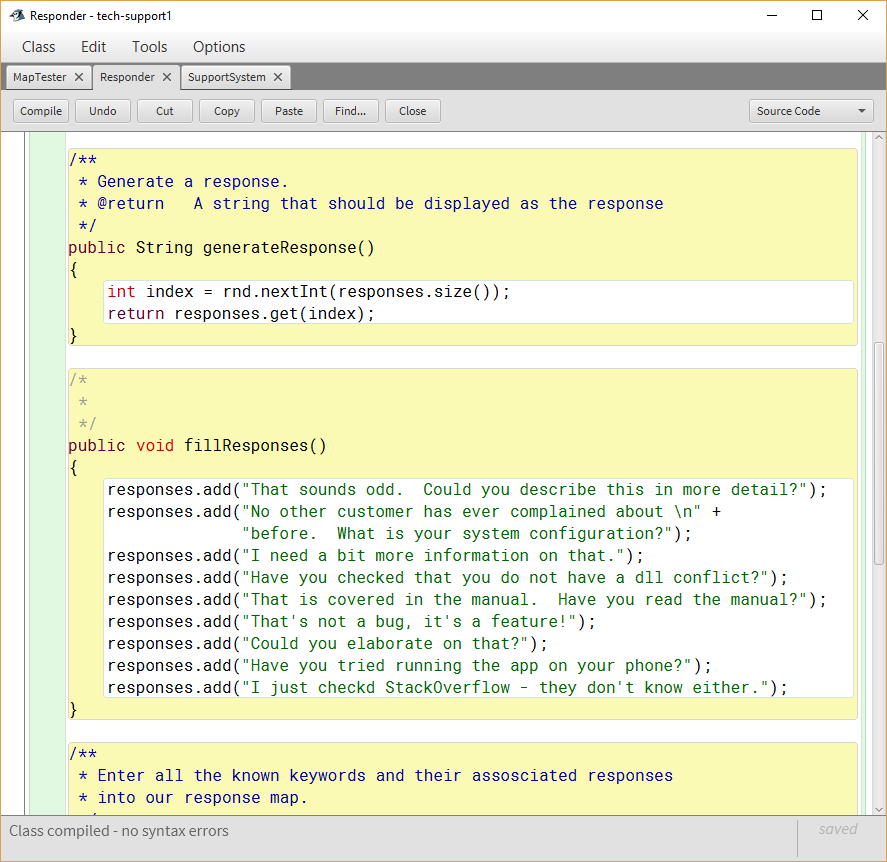 Responder - tech-support1
Class Edit Tools Options
MapTester Responder SupportSystem
Compile Undo Cut Copy Paste Find... Close Source Code
/**
 * Generate a response.
 * @return   A string that should be displayed as the response
 */
public String generateResponse()
{
    int index = rnd.nextInt(responses.size());
    return responses.get(index);
}
/*
 *
 */
public void fillResponses()
{
    responses.add("That sounds odd.  Could you describe this in more detail?");
    responses.add("No other customer has ever complained about \n" +
                  "before.  What is your system configuration?");
    responses.add("I need a bit more information on that.");
    responses.add("Have you checked that you do not have a dll conflict?");
    responses.add("That is covered in the manual.  Have you read the manual?");
    responses.add("That's not a bug, it's a feature!");
    responses.add("Could you elaborate on that?");
    responses.add("Have you tried running the app on your phone?");
    responses.add("I just checkd StackOverflow - they don't know either.");
}
/**
 * Enter all the known keywords and their assosciated responses
 * into our response map.
Class compiled - no syntax errors
saved